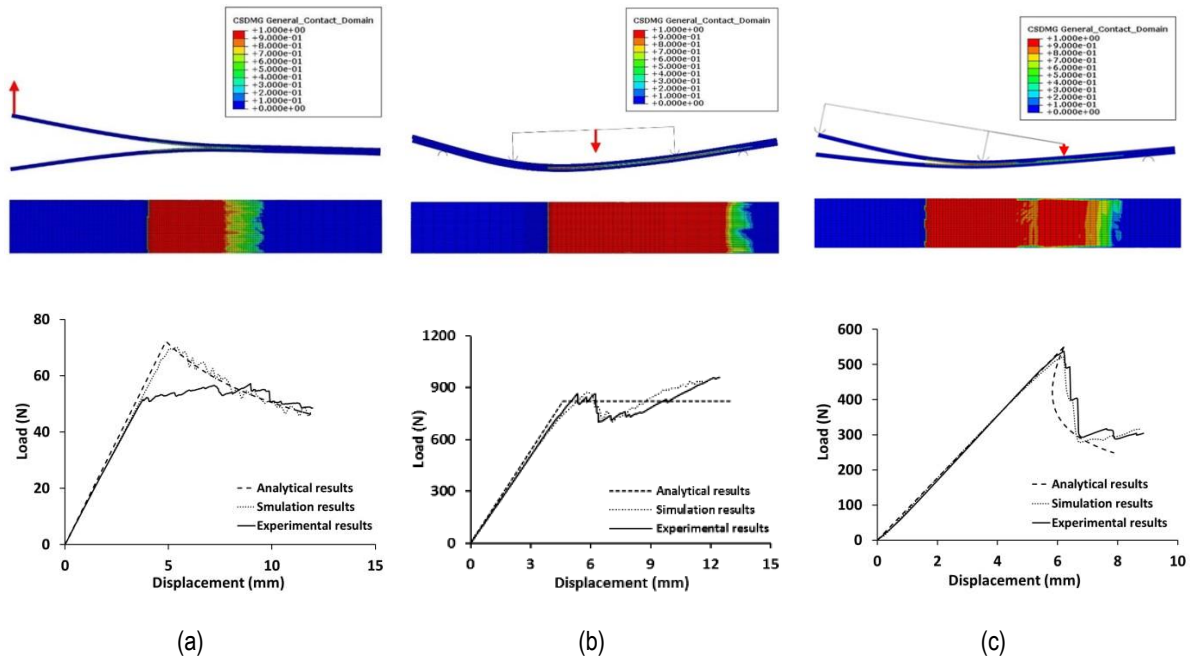 CSDMG General_Contact_Domain
+1.000e+00
+9.000e-01
+8.000e-01
+7.000e-01
+6.000e-01
+5.000e-01
+4.000e-01
+3.000e-01
+2.000e-01
+1.000e-01
+0.000e+00
CSDMG General_Contact_Domain
+1.000e+00
+9.000e-01
+8.000e-01
+7.000e-01
+6.000e-01
+5.000e-01
+4.000e-01
+3.000e-01
+2.000e-01
+1.000e-01
+0.000e+00
CSDMG General_Contact_Domain
+1.000e+00
+9.000e-01
+8.000e-01
+7.000e-01
+6.000e-01
+5.000e-01
+4.000e-01
+3.000e-01
+2.000e-01
+1.000e-01
+0.000e+00
80
60
40
20
0
Load (N)
Analytical results
Smulation results
Experimental results
0 5 10 15
Displacement (mm)
(a)
1200
900
600
300
0
Load (N)
Analytical results
Simulation results
Experimental results
0 3 6 9 12 15
Displacement (mm)
(b)
600
500
400
300
200
100
0
Load (N)
Analytical results
Simulation results
Experimental results
0 2 4 6 8 10
Displacement (mm)
(c)